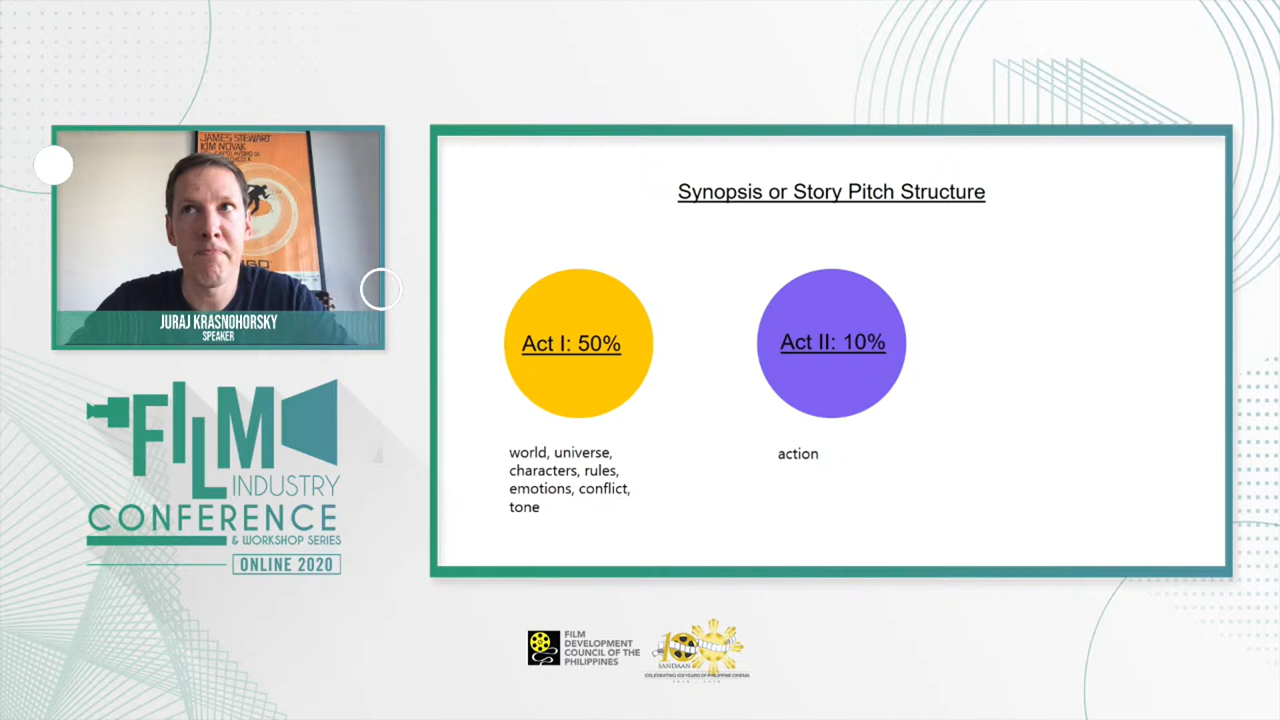 JAMES STEWART
KIM NOVAK
JURAJ KRASNOHORSKY
SPEAKER
FILM
INDUSTRY
CONFERENCE
& WORKSHOP SERIES
ONLINE 2020
Synopsis or Story Pitch Structure
Act I: 50%
Act II: 10%
world, universe,
characters, rules,
emotions, conflict,
tone
action
FILM
DEVELOPMENT
COUNCIL OF THE
PHILIPPINES
100
SANDAAN
CELEBRATING 100 YEARS OF PHILIPPINE CINEMA